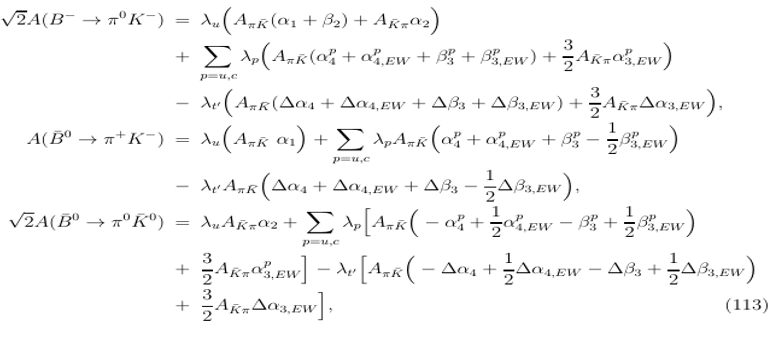 √2A(B⁻ → π⁰K⁻) = λ_u(A_{πK̄}(α₁ + β₂) + A_{K̄π}α₂)
+ ∑_{p=u,c} λ_p(A_{πK̄}(α₄^p + α_{4,EW}^p + β₃^p + β_{3,EW}^p) + 3/2 A_{K̄π}α_{3,EW}^p)
− λ_{t′}(A_{πK̄}(Δα₄ + Δα_{4,EW} + Δβ₃ + Δβ_{3,EW}) + 3/2 A_{K̄π}Δα_{3,EW}),
A(B̄⁰ → π⁺K⁻) = λ_u(A_{πK̄} α₁) + ∑_{p=u,c} λ_p A_{πK̄}(α₄^p + α_{4,EW}^p + β₃^p − 1/2 β_{3,EW}^p)
− λ_{t′}A_{πK̄}(Δα₄ + Δα_{4,EW} + Δβ₃ − 1/2 Δβ_{3,EW}),
√2A(B̄⁰ → π⁰K̄⁰) = λ_u A_{K̄π}α₂ + ∑_{p=u,c} λ_p[A_{πK̄}( − α₄^p + 1/2 α_{4,EW}^p − β₃^p + 1/2 β_{3,EW}^p)
+ 3/2 A_{K̄π}α_{3,EW}^p] − λ_{t′}[A_{πK̄}( − Δα₄ + 1/2 Δα_{4,EW} − Δβ₃ + 1/2 Δβ_{3,EW})
+ 3/2 A_{K̄π}Δα_{3,EW}], (113)